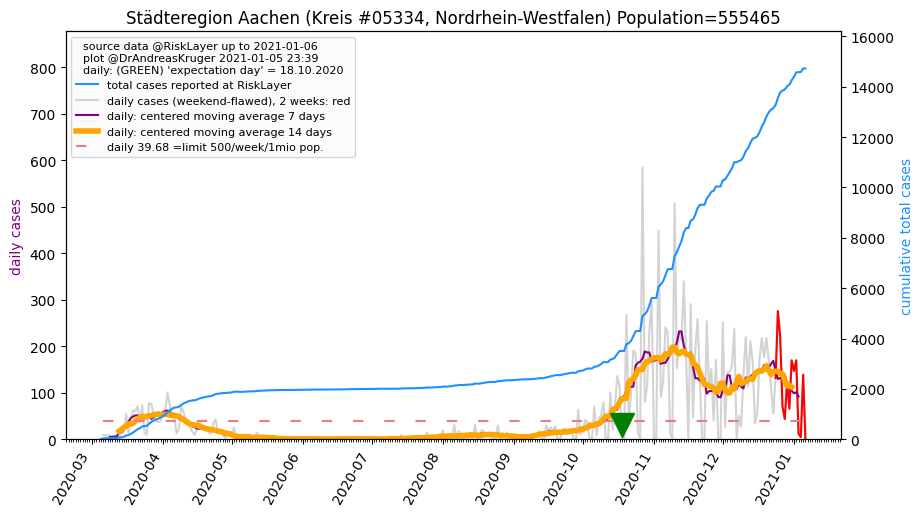 Städteregion Aachen (Kreis #05334, Nordrhein-Westfalen) Population=555465
source data @RiskLayer up to 2021-01-06
plot @DrAndreasKruger 2021-01-05 23:39
daily: (GREEN) 'expectation day' = 18.10.2020
total cases reported at RiskLayer
daily cases (weekend-flawed), 2 weeks: red
daily: centered moving average 7 days
daily: centered moving average 14 days
daily 39.68 =limit 500/week/1mio pop.
daily cases
800
700
600
500
400
300
200
100
0
cumulative total cases
16000
14000
12000
10000
8000
6000
4000
2000
0
2020-03
2020-04
2020-05
2020-06
2020-07
2020-08
2020-09
2020-10
2020-11
2020-12
2021-01